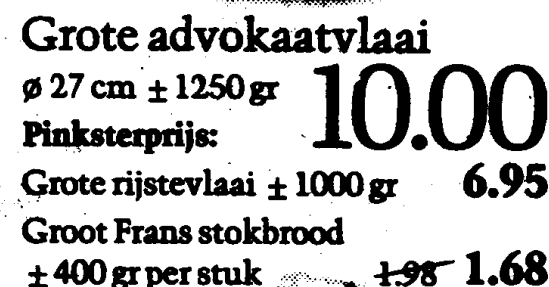 Grote advokaatvlaai
ø 27 cm ± 1250 gr 10.00
Pinksterprijs:
Grote rijstevlaai ± 1000 gr 6.95
Groot Frans stokbrood
± 400 gr per stuk 1.98 1.68